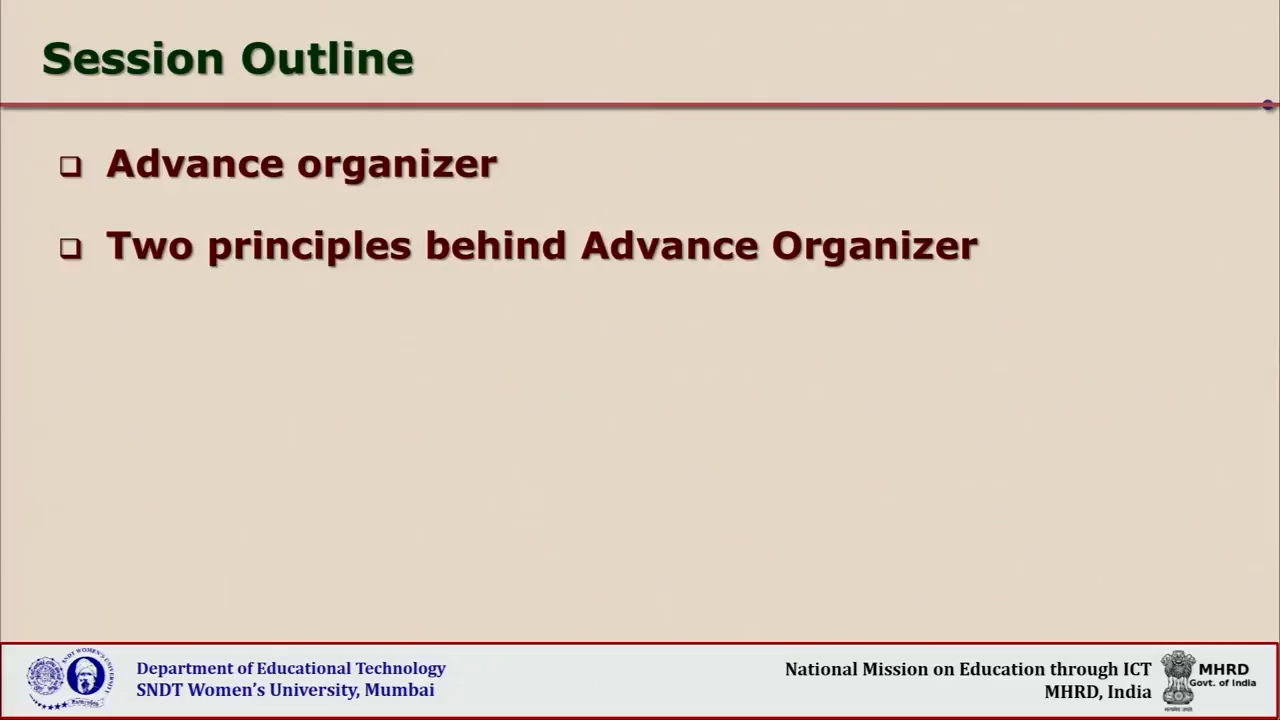 Session Outline
Advance organizer
Two principles behind Advance Organizer
Department of Educational Technology
SNDT Women's University, Mumbai
National Mission on Education through ICT
MHRD, India
MHRD
Govt. of India